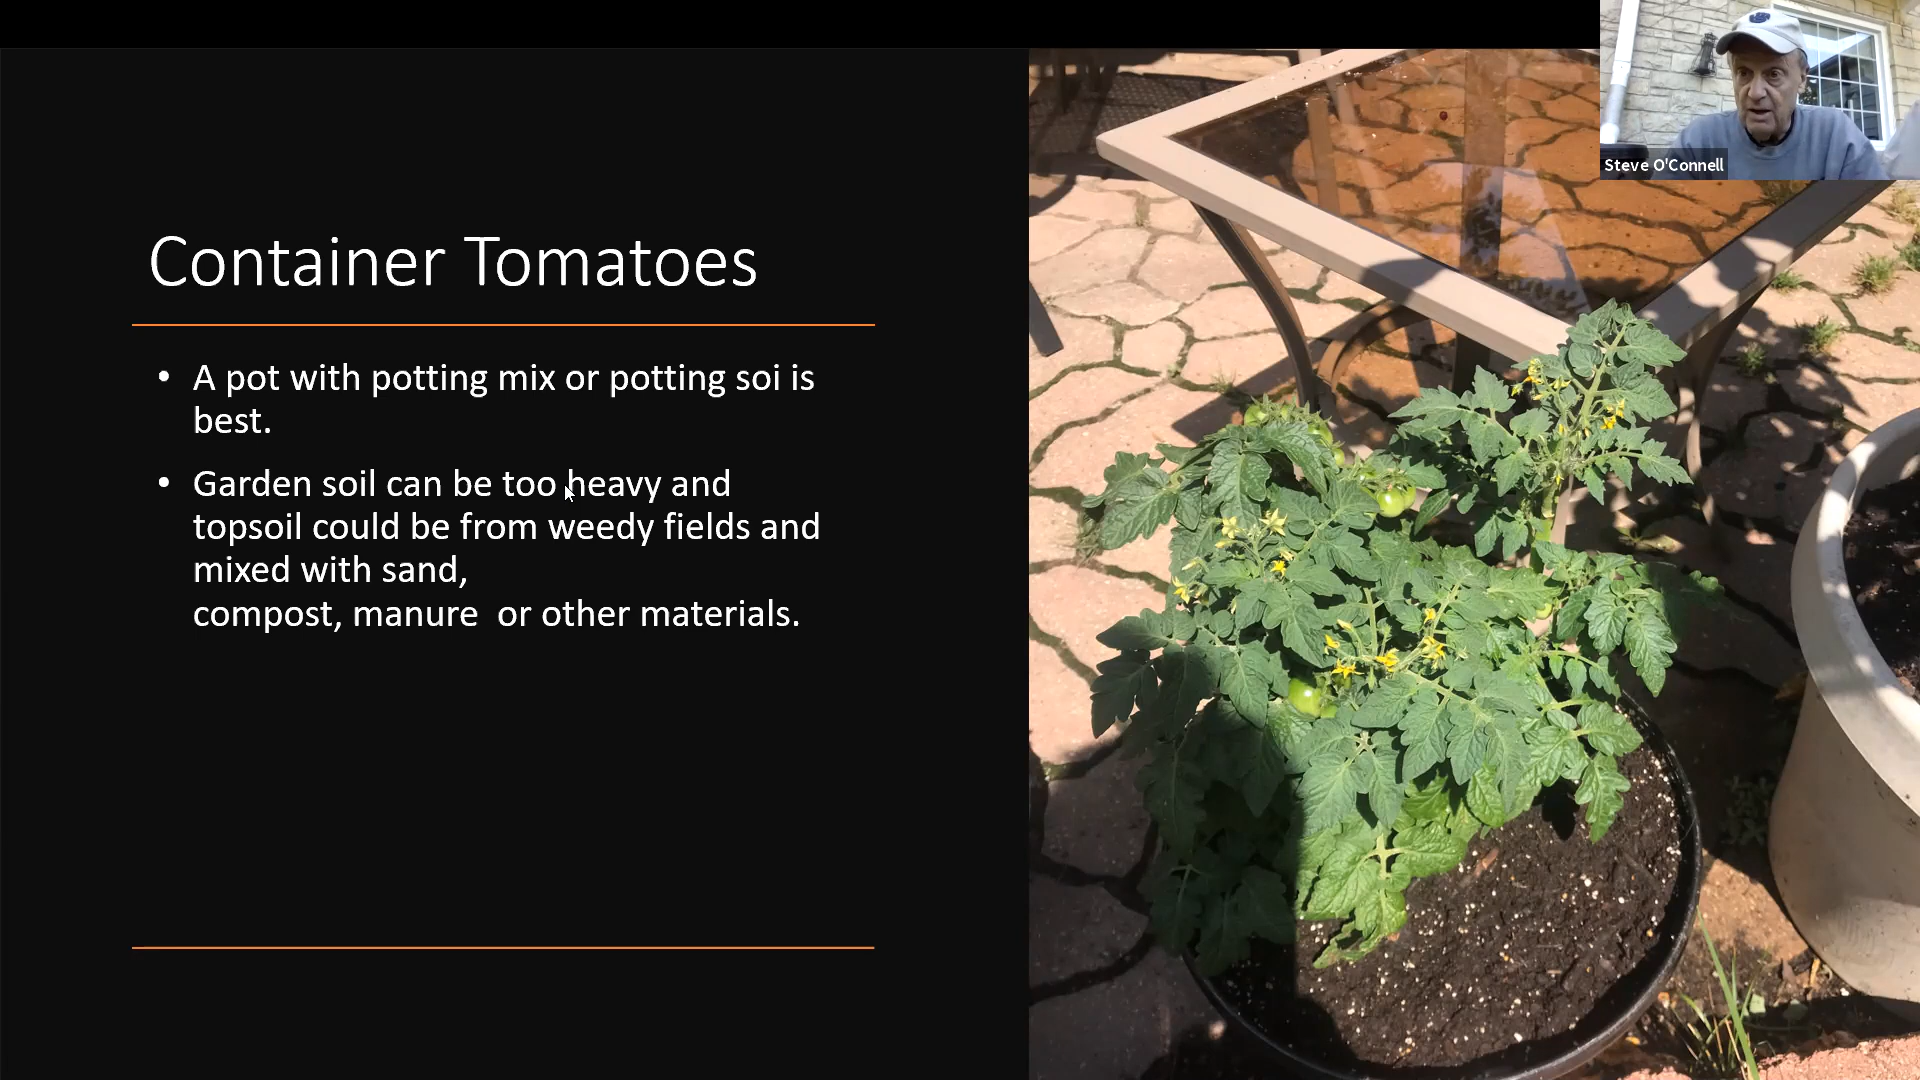 Steve O'Connell
Container Tomatoes
• A pot with potting mix or potting soi is
best.
• Garden soil can be too heavy and
topsoil could be from weedy fields and
mixed with sand,
compost, manure  or other materials.